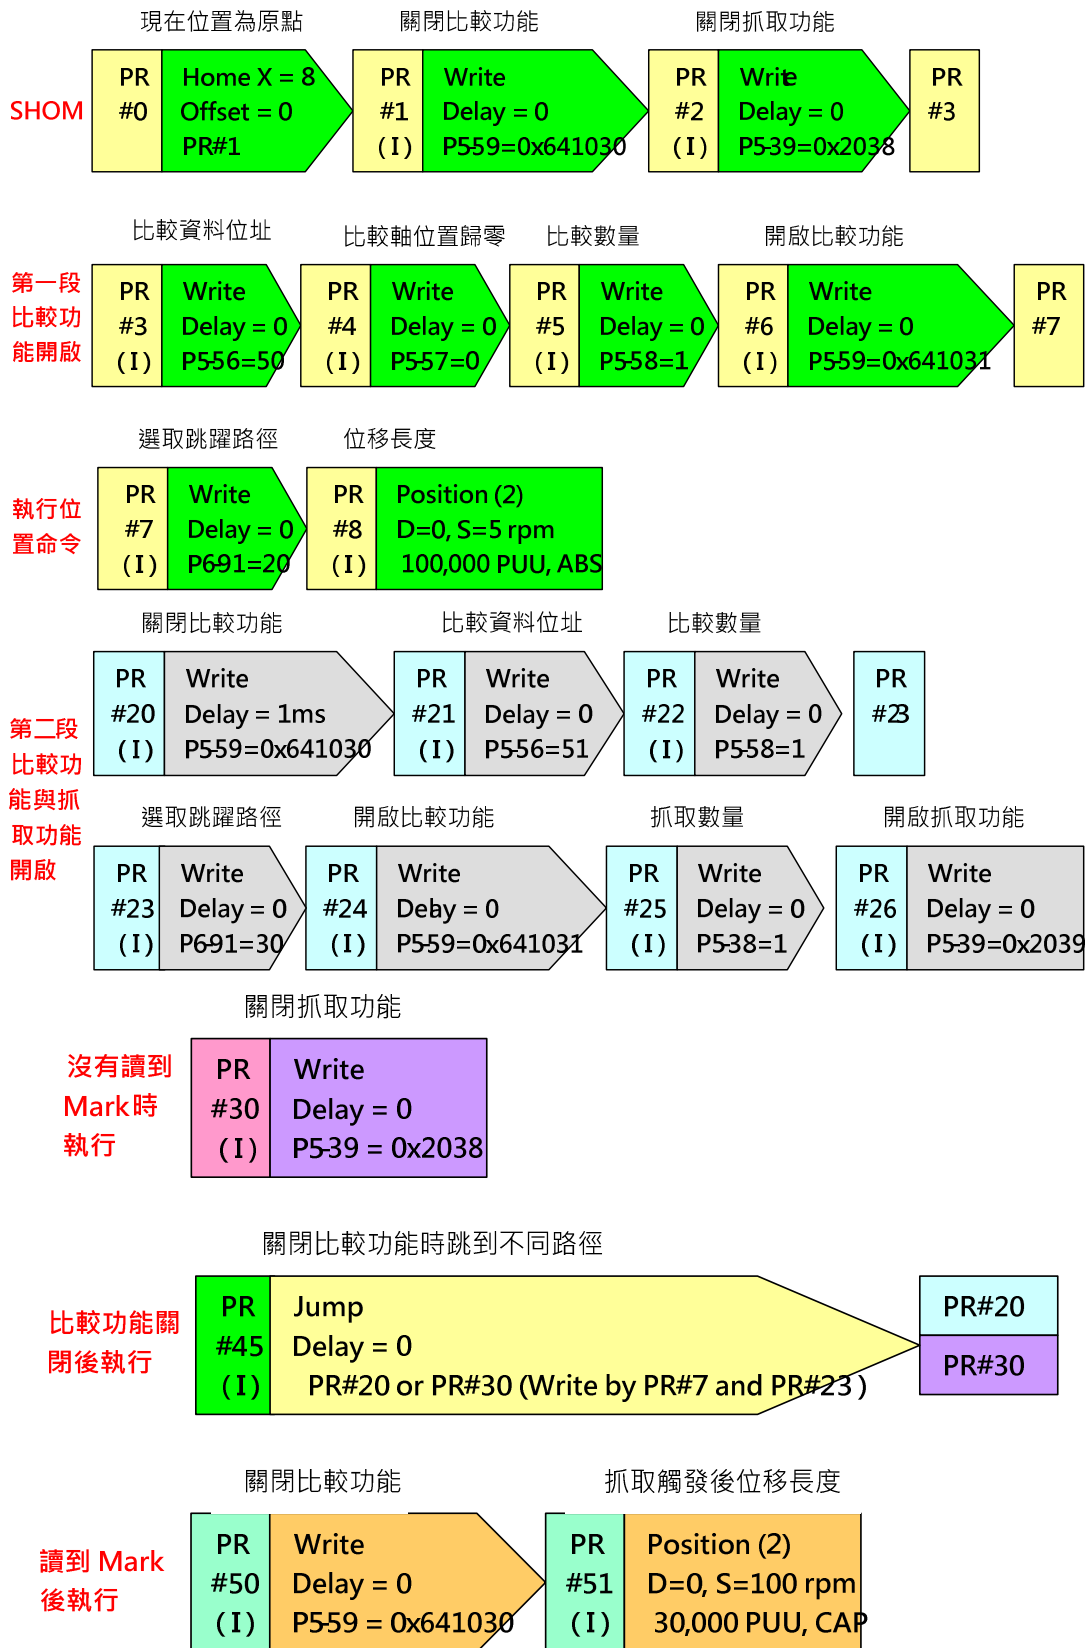 現在位置為原點
關閉比較功能
關閉抓取功能
SHOM
PR
#0
Home X = 8
Offset = 0
PR#1
PR
#1
(I)
Write
Delay = 0
P5-59=0x641030
PR
#2
(I)
Write
Delay = 0
P5-39=0x2038
PR
#3
比較資料位址
比較軸位置歸零
比較數量
開啟比較功能
第一段
比較功
能開啟
PR
#3
(I)
Write
Delay = 0
P5-56=50
PR
#4
(I)
Write
Delay = 0
P5-57=0
PR
#5
(I)
Write
Delay = 0
P5-58=1
PR
#6
(I)
Write
Delay = 0
P5-59=0x641031
PR
#7
選取跳躍路徑
位移長度
執行位
置命令
PR
#7
(I)
Write
Delay = 0
P6-91=20
PR
#8
(I)
Position (2)
D=0, S=5 rpm
100,000 PUU, ABS
關閉比較功能
比較資料位址
比較數量
第二段
比較功
能與抓
取功能
開啟
PR
#20
(I)
Write
Delay = 1ms
P5-59=0x641030
PR
#21
(I)
Write
Delay = 0
P5-56=51
PR
#22
(I)
Write
Delay = 0
P5-58=1
PR
#23
選取跳躍路徑
開啟比較功能
抓取數量
開啟抓取功能
PR
#23
(I)
Write
Delay = 0
P6-91=30
PR
#24
(I)
Write
Delay = 0
P5-59=0x641031
PR
#25
(I)
Write
Delay = 0
P5-38=1
PR
#26
(I)
Write
Delay = 0
P5-39=0x2039
關閉抓取功能
沒有讀到
Mark時
執行
PR
#30
(I)
Write
Delay = 0
P5-39 = 0x2038
關閉比較功能時跳到不同路徑
比較功能關
閉後執行
PR
#45
(I)
Jump
Delay = 0
PR#20 or PR#30 (Write by PR#7 and PR#23 )
PR#20
PR#30
關閉比較功能
抓取觸發後位移長度
讀到 Mark
後執行
PR
#50
(I)
Write
Delay = 0
P5-59 = 0x641030
PR
#51
(I)
Position (2)
D=0, S=100 rpm
30,000 PUU, CAP